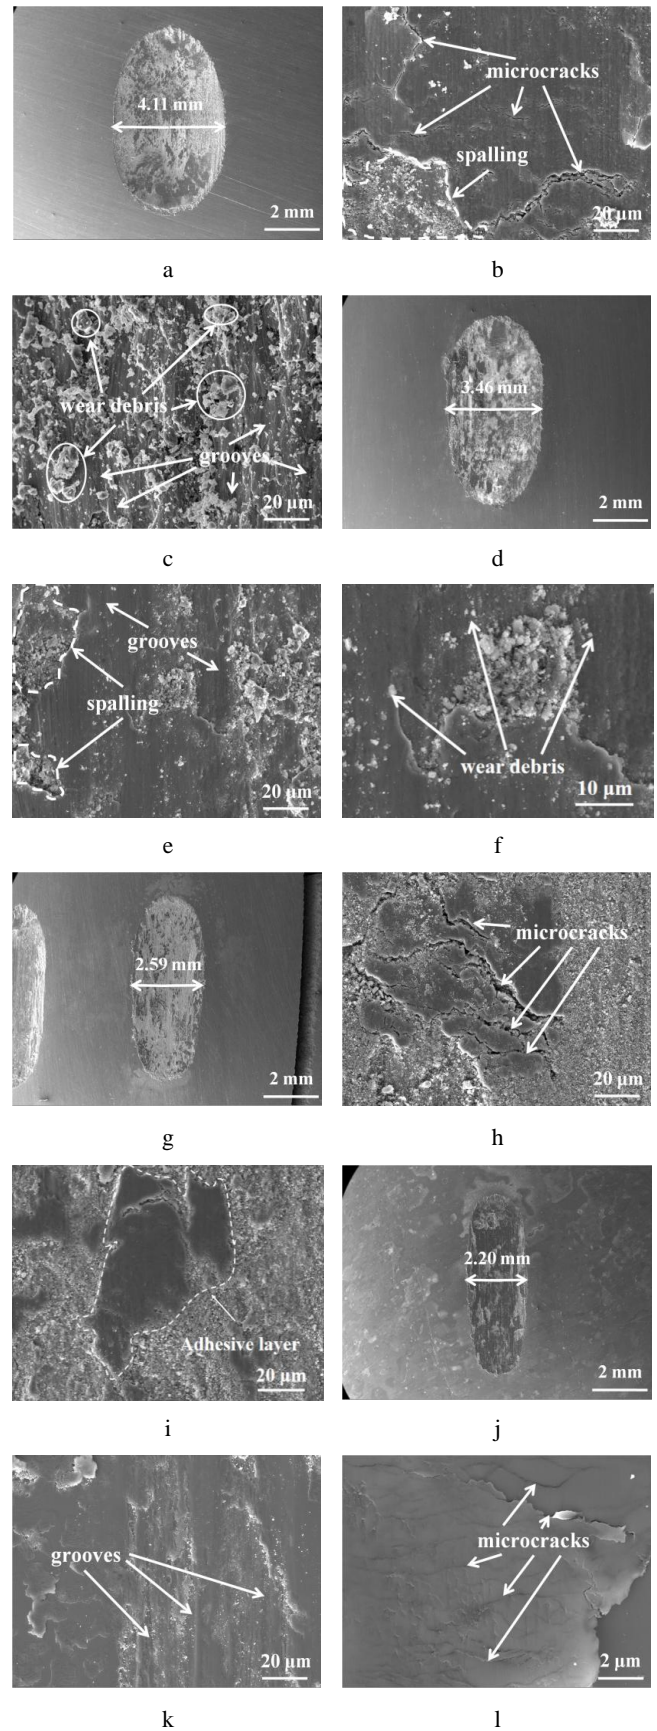 4.11 mm
2 mm
a
microcracks
spalling
20 μm
b
wear debris
grooves
20 μm
c
3.46 mm
2 mm
d
grooves
spalling
20 μm
e
wear debris
10 μm
f
2.59 mm
2 mm
g
microcracks
20 μm
h
Adhesive layer
20 μm
i
2.20 mm
2 mm
j
grooves
20 μm
k
microcracks
2 μm
l